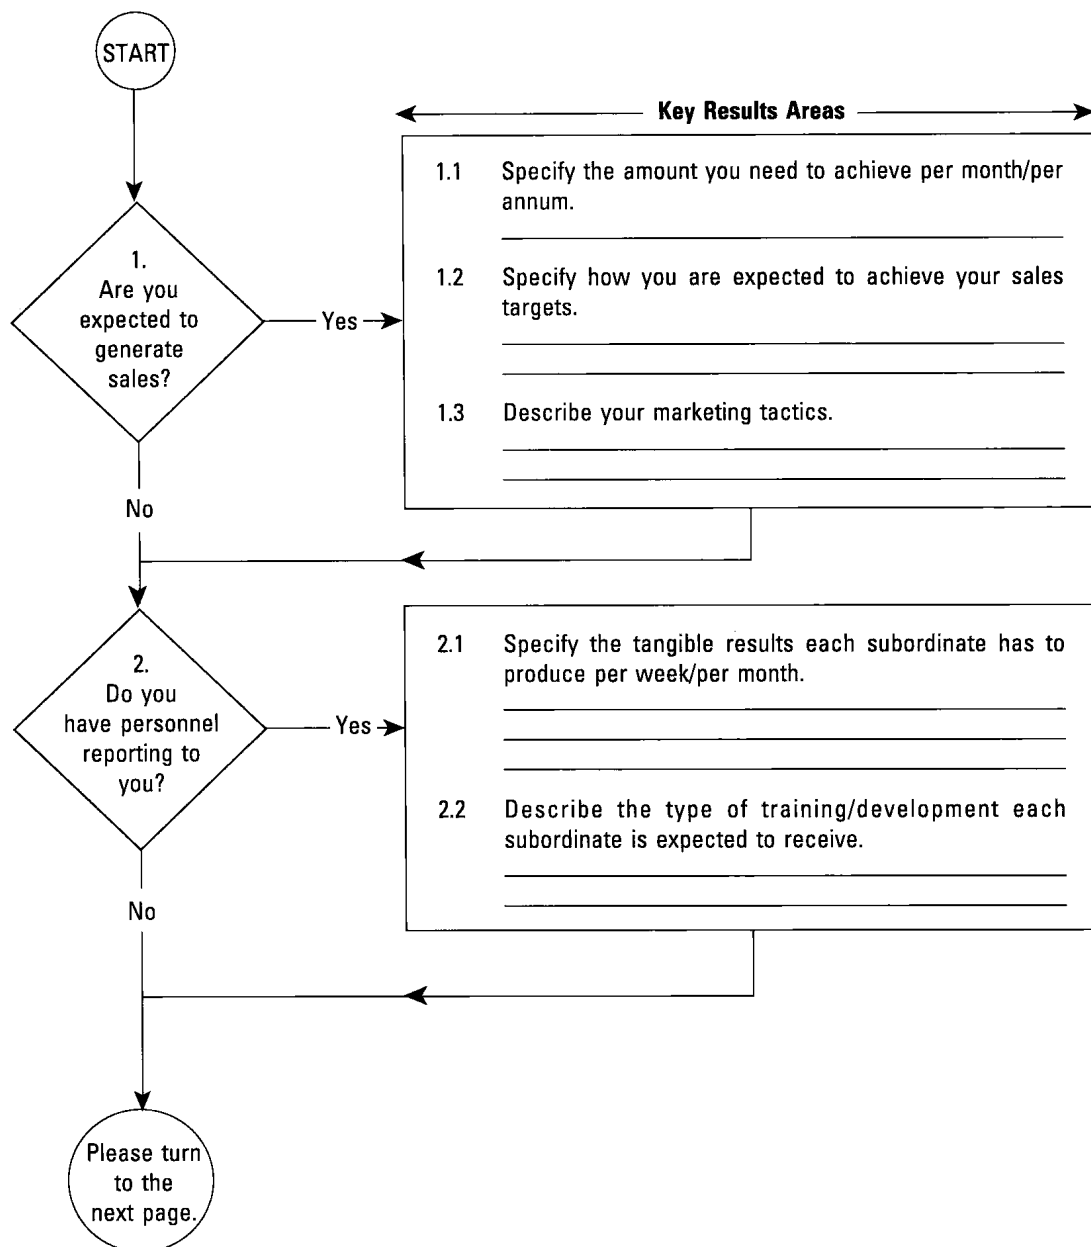 START
Key Results Areas
1.
Are you
expected to
generate
sales?
Yes
1.1 Specify the amount you need to achieve per month/per
annum.
1.2 Specify how you are expected to achieve your sales
targets.
1.3 Describe your marketing tactics.
No
2.
Do you
have personnel
reporting to
you?
Yes
2.1 Specify the tangible results each subordinate has to
produce per week/per month.
2.2 Describe the type of training/development each
subordinate is expected to receive.
No
Please turn
to the
next page.